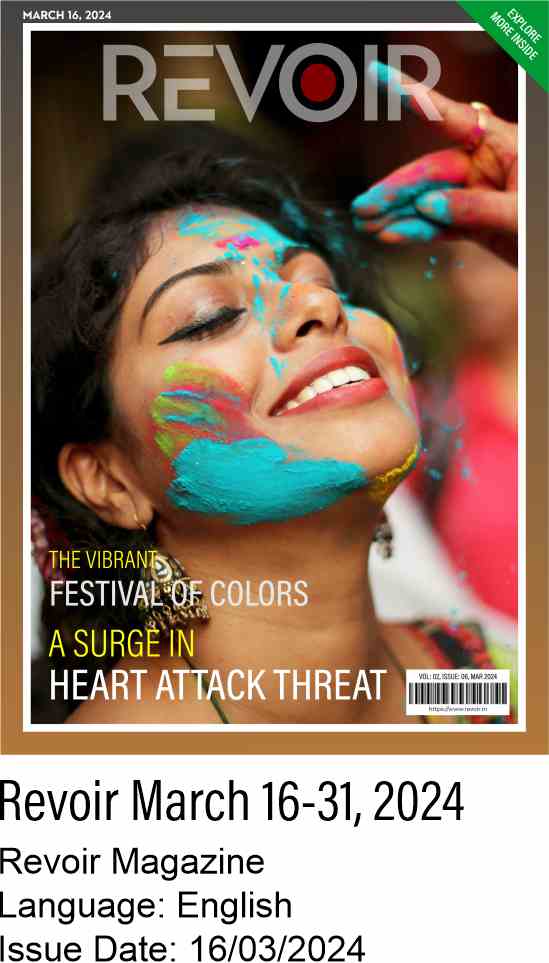 MARCH 16, 2024
EXPLORE
MORE INSIDE
REVOIR
THE VIBRANT
FESTIVAL OF COLORS
A SURGE IN
HEART ATTACK THREAT
VOL: 02, ISSUE: 06, MAR 2024
https://www.revoir.in
Revoir March 16-31, 2024
Revoir Magazine
Language: English
Issue Date: 16/03/2024